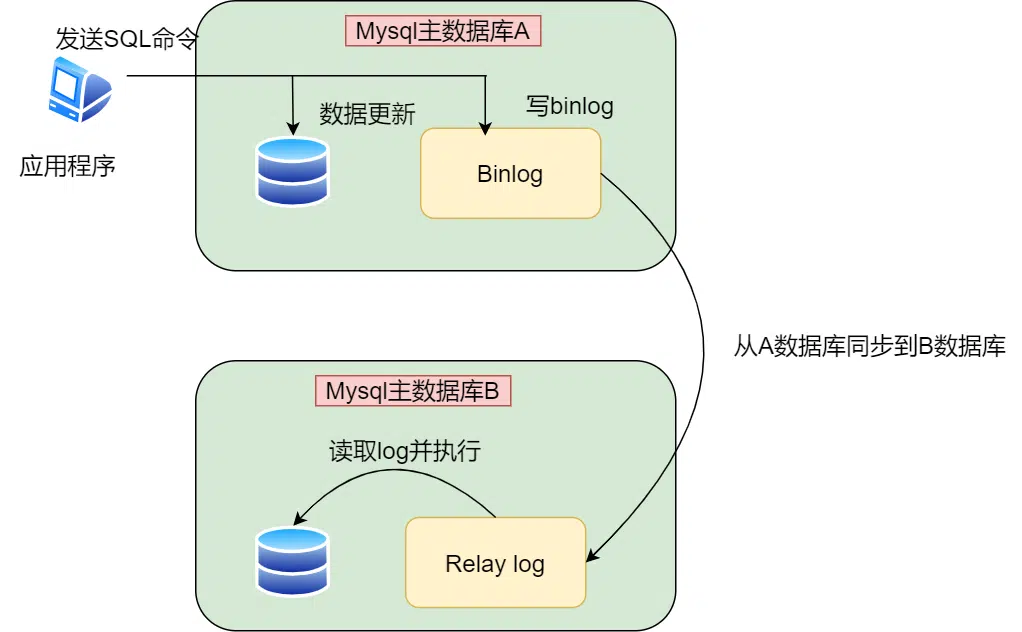 发送SQL命令
Mysql主数据库A
数据更新
写binlog
应用程序
Binlog
从A数据库同步到B数据库
Mysql主数据库B
读取log并执行
Relay log